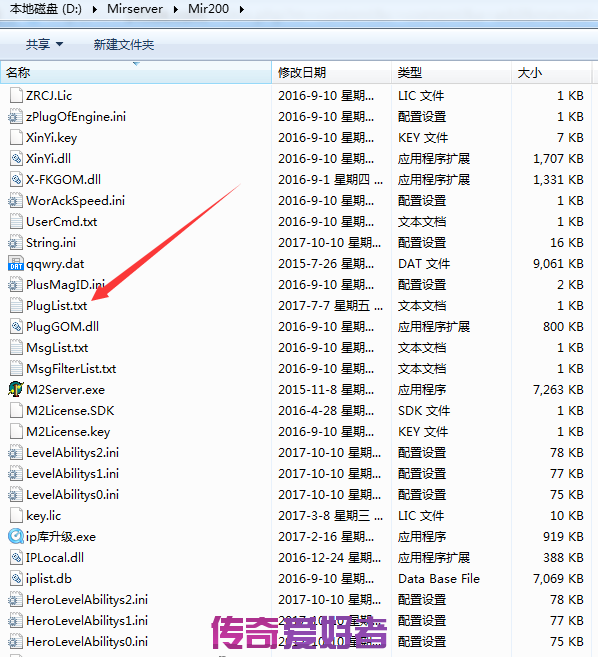 本地磁盘 (D:) Mirserver Mir200
共享 新建文件夹
名称 修改日期 类型 大小
ZRCJ.Lic 2016-9-10 星期... LIC 文件 1 KB
zPlugOfEngine.ini 2016-9-10 星期... 配置设置 1 KB
XinYi.key 2016-9-10 星期... KEY 文件 7 KB
XinYi.dll 2016-9-10 星期... 应用程序扩展 1,707 KB
X-FKGOM.dll 2016-9-1 星期四 ... 应用程序扩展 1,331 KB
WorAckSpeed.ini 2016-9-10 星期... 配置设置 1 KB
UserCmd.txt 2016-9-10 星期... 文本文档 1 KB
String.ini 2017-10-10 星期... 配置设置 16 KB
qqwry.dat 2015-7-26 星期... DAT 文件 9,061 KB
PlusMagID.ini 2016-9-10 星期... 配置设置 2 KB
PlugList.txt 2017-7-7 星期五 ... 文本文档 1 KB
PlugGOM.dll 2016-9-10 星期... 应用程序扩展 800 KB
MsgList.txt 2016-9-10 星期... 文本文档 1 KB
MsgFilterList.txt 2016-9-10 星期... 文本文档 1 KB
M2Server.exe 2015-11-8 星期... 应用程序 7,263 KB
M2License.SDK 2016-4-28 星期... SDK 文件 1 KB
M2License.key 2016-9-10 星期... KEY 文件 1 KB
LevelAbilitys2.ini 2017-10-10 星期... 配置设置 78 KB
LevelAbilitys1.ini 2017-10-10 星期... 配置设置 77 KB
LevelAbilitys0.ini 2017-10-10 星期... 配置设置 75 KB
key.lic 2017-3-8 星期三 ... LIC 文件 10 KB
ip库升级.exe 2017-2-16 星期... 应用程序 919 KB
IPLocal.dll 2016-12-24 星期... 应用程序扩展 388 KB
iplist.db 2016-9-10 星期... Data Base File 7,069 KB
HeroLevelAbilitys2.ini 2017-10-10 星期... 配置设置 78 KB
HeroLevelAbilitys1.ini 2017-10-10 星期... 配置设置 77 KB
HeroLevelAbilitys0.ini 2017-10-10 星期... 配置设置 75 KB
传奇爱好者